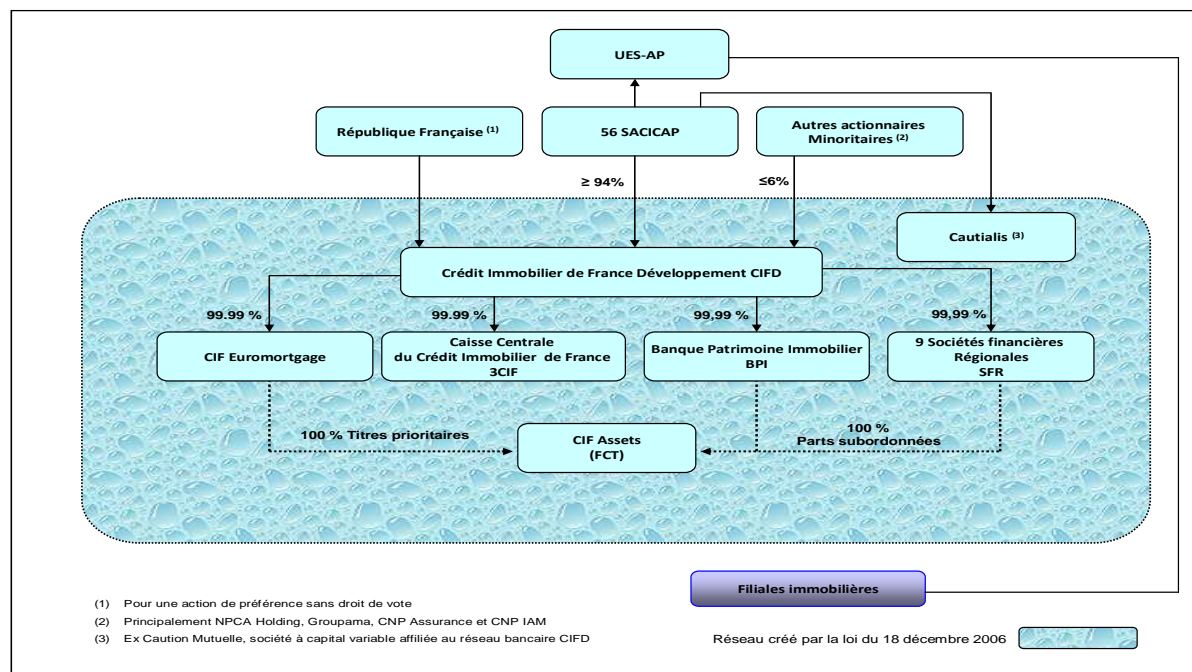 UES-AP
République Française (1)
56 SACICAP
Autres actionnaires
Minoritaires (2)
≥ 94%
≤6%
Cautialis (3)
Crédit Immobilier de France Développement CIFD
99.99 %
99.99 %
99,99 %
99,99 %
CIF Euromortgage
Caisse Centrale
du Crédit Immobilier de France
3CIF
Banque Patrimoine Immobilier
BPI
9 Sociétés financières
Régionales
SFR
100 % Titres prioritaires
CIF Assets
(FCT)
100 %
Parts subordonnées
Filiales immobilières
(1) Pour une action de préférence sans droit de vote
(2) Principalement NPCA Holding, Groupama, CNP Assurance et CNP IAM
(3) Ex Caution Mutuelle, société à capital variable affiliée au réseau bancaire CIFD
Réseau créé par la loi du 18 décembre 2006